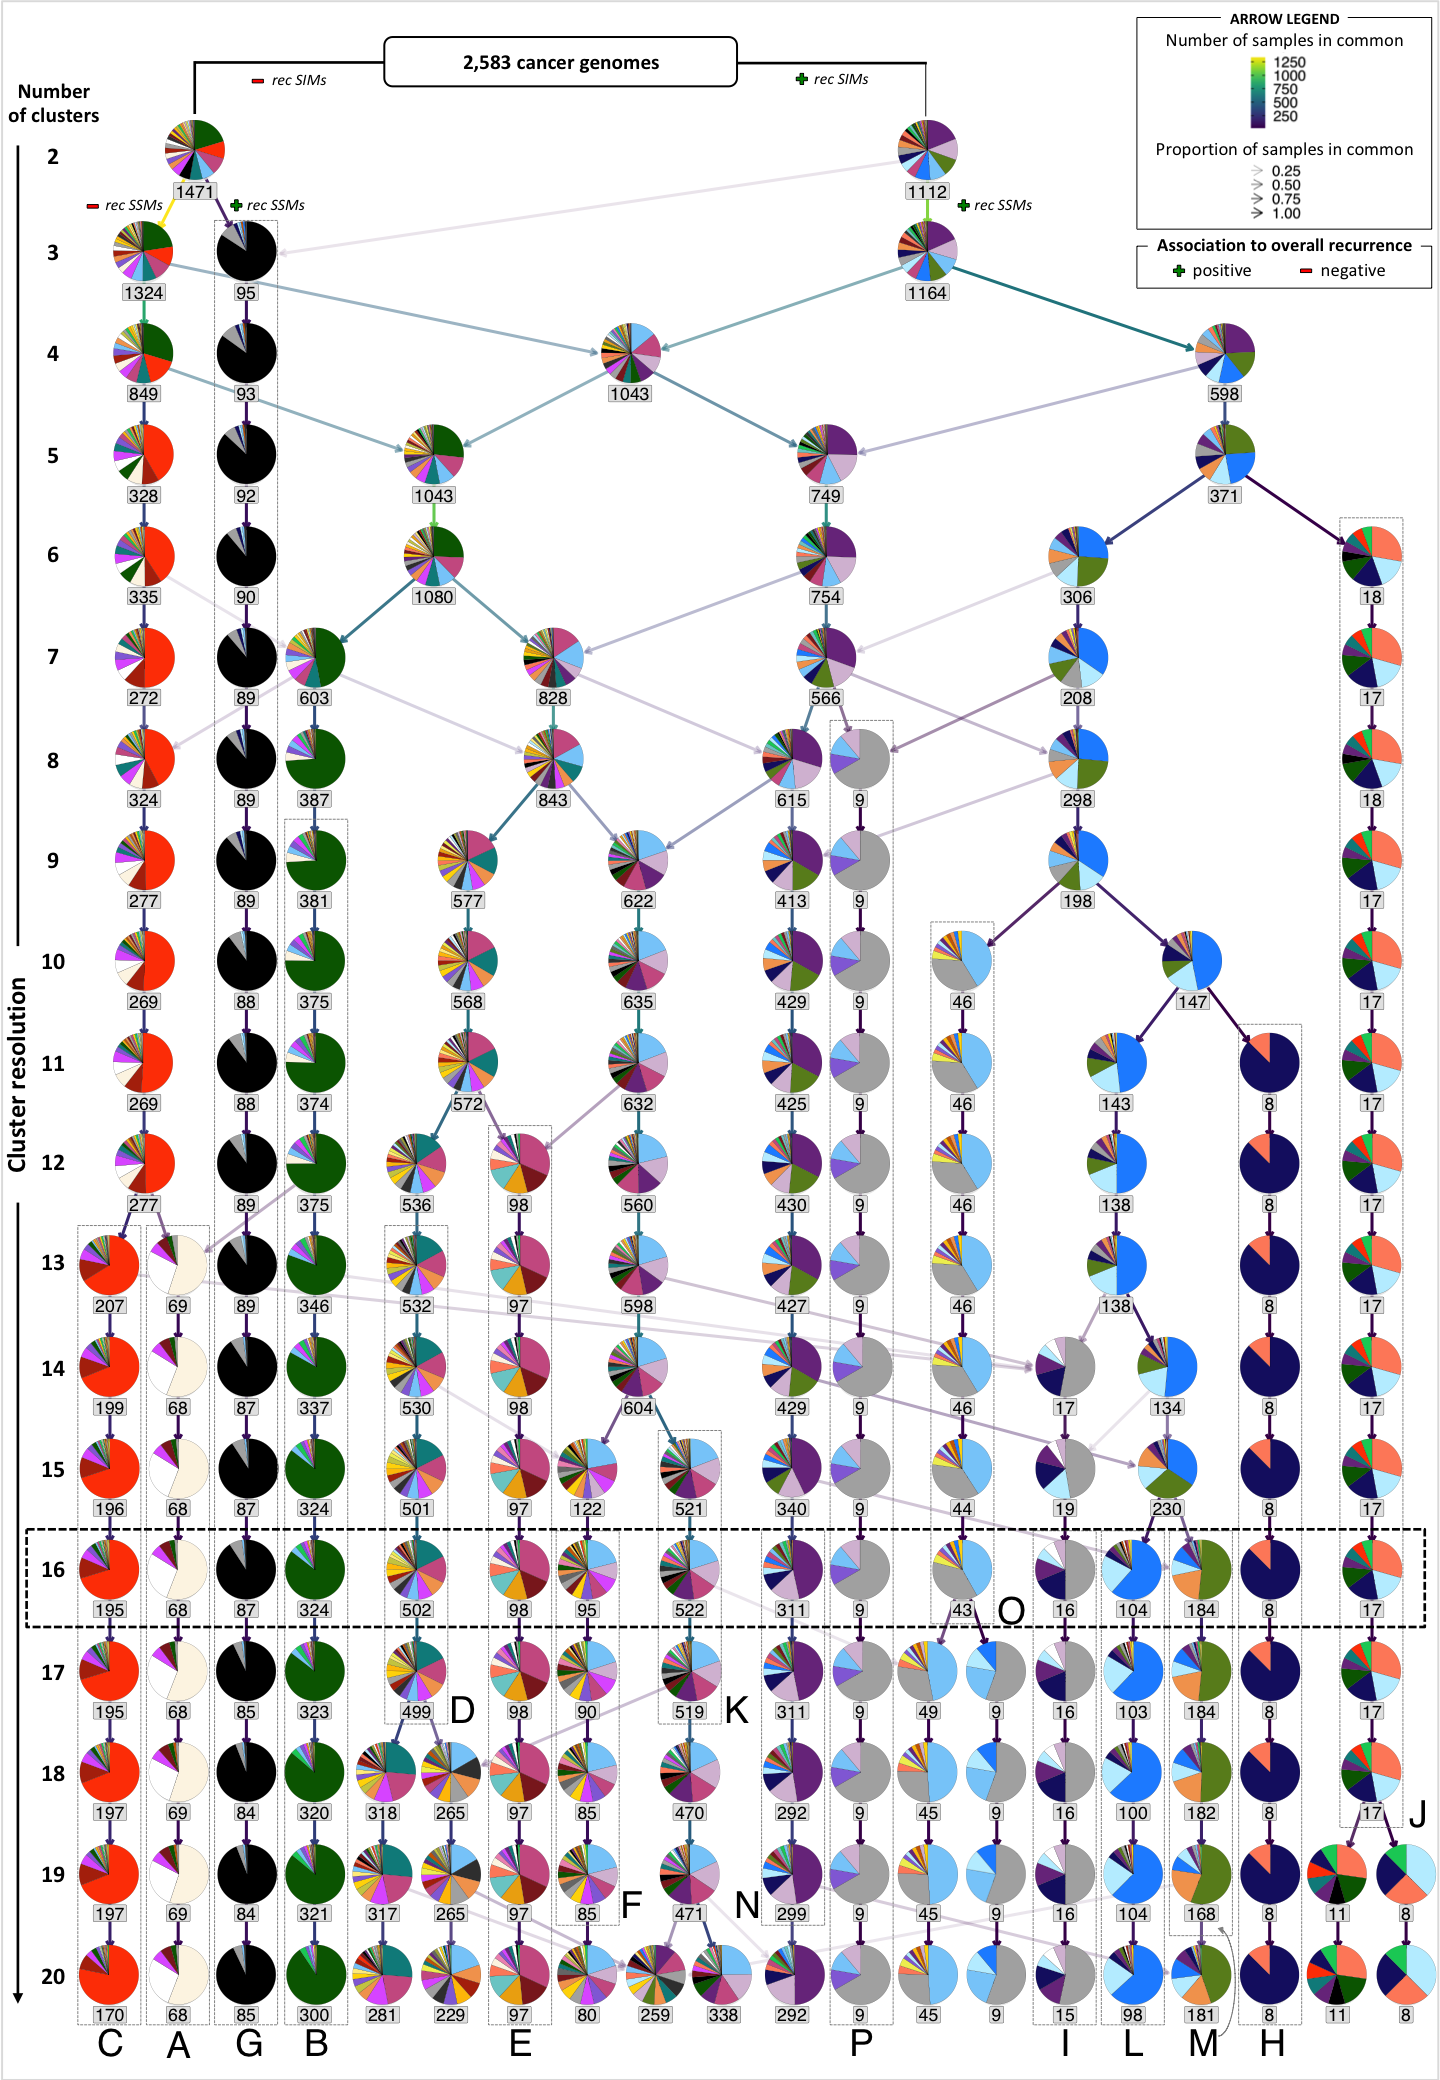 2,583 cancer genomes
rec SIMs
rec SIMs
ARROW LEGEND
Number of samples in common
1250
1000
750
500
250
Proportion of samples in common
0.25
0.50
0.75
1.00
Association to overall recurrence
positive negative
Number
of clusters
Cluster resolution
2
1471 1112
rec SSMs rec SSMs rec SSMs
3
1324 95 1164
4
849 93 1043 598
5
328 92 1043 749 371
6
335 90 1080 754 306 18
7
272 89 603 828 566 208 17
8
324 89 387 843 615 9 298 18
9
277 89 381 577 622 413 9 198 17
10
269 88 375 568 635 429 9 46 147 17
11
269 88 374 572 632 425 9 46 143 8 17
12
277 89 375 536 98 560 430 9 46 138 8 17
13
207 69 89 346 532 97 598 427 9 46 138 8 17
14
199 68 87 337 530 98 604 429 9 46 17 134 8 17
15
196 68 87 324 501 97 122 521 340 9 44 19 230 8 17
16
195 68 87 324 502 98 95 522 311 9 43 O 16 104 184 8 17
17
195 68 85 323 499 D 98 90 519 K 311 9 49 9 16 103 184 8 17
18
197 69 84 320 318 265 97 85 470 292 9 45 9 16 100 182 8 17 J
19
197 69 84 321 317 265 97 85 F 471 N 299 9 45 9 16 104 168 8 11 8
20
170 68 85 300 281 229 97 80 259 338 292 9 45 9 15 98 181 8 11 8
C A G B E P I L M H